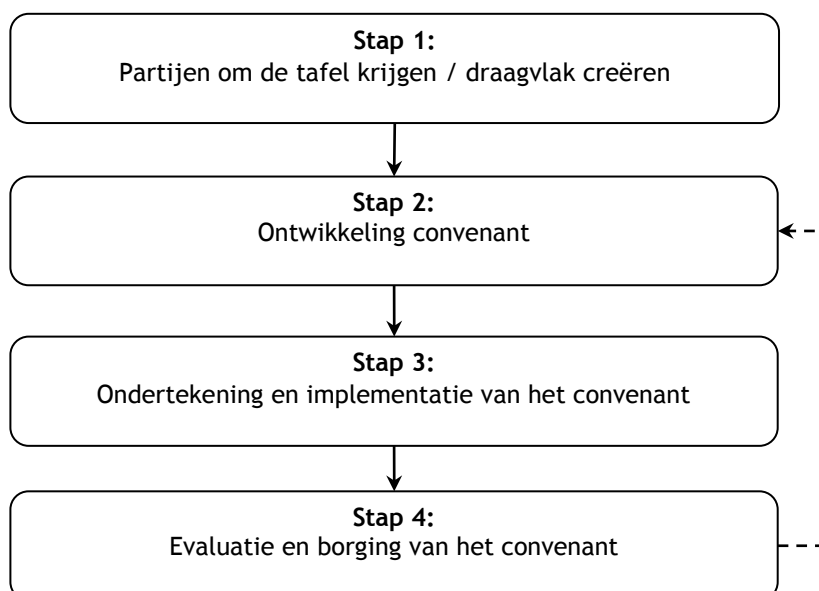 Stap 1:
Partijen om de tafel krijgen / draagvlak creëren
Stap 2:
Ontwikkeling convenant
Stap 3:
Ondertekening en implementatie van het convenant
Stap 4:
Evaluatie en borging van het convenant